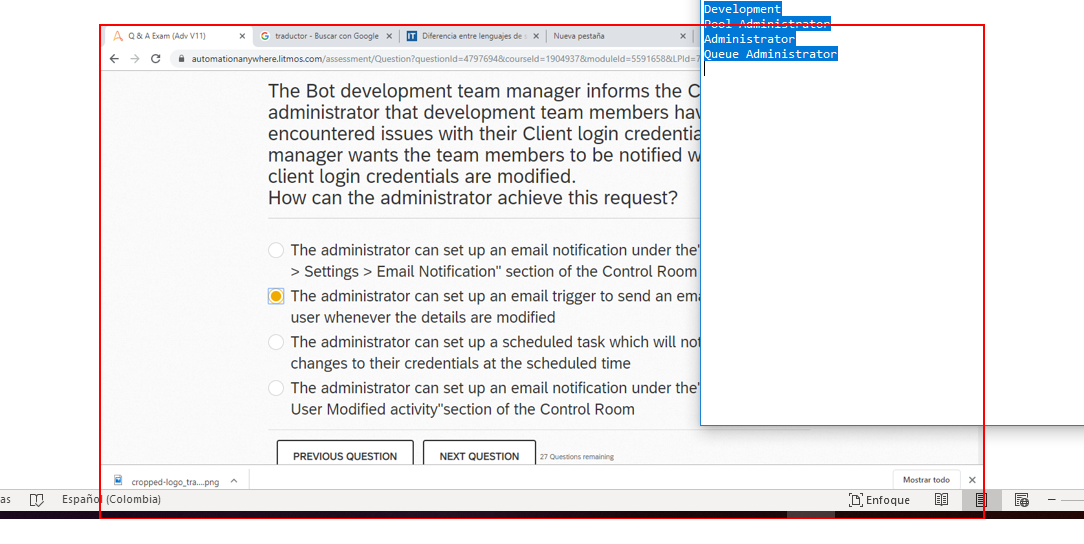 Development
Pool Administrator
Administrator
Queue Administrator
Q & A Exam (Adv V11)
traductor - Buscar con Google
Diferencia entre lenguajes de
Nueva pestaña
automationanywhere.litmos.com/assessment/Question?questionId=4797694&courseId=1904937&moduleId=5591658&LPId=
The Bot development team manager informs the C
administrator that development team members hav
encountered issues with their Client login credentia
manager wants the team members to be notified w
client login credentials are modified.
How can the administrator achieve this request?
The administrator can set up an email notification under the"
> Settings > Email Notification" section of the Control Room
The administrator can set up an email trigger to send an ema
user whenever the details are modified
The administrator can set up a scheduled task which will not
changes to their credentials at the scheduled time
The administrator can set up an email notification under the"
User Modified activity"section of the Control Room
PREVIOUS QUESTION
NEXT QUESTION
27 Questions remaining
cropped-logo_tra....png
Mostrar todo
as
Español (Colombia)
Enfoque